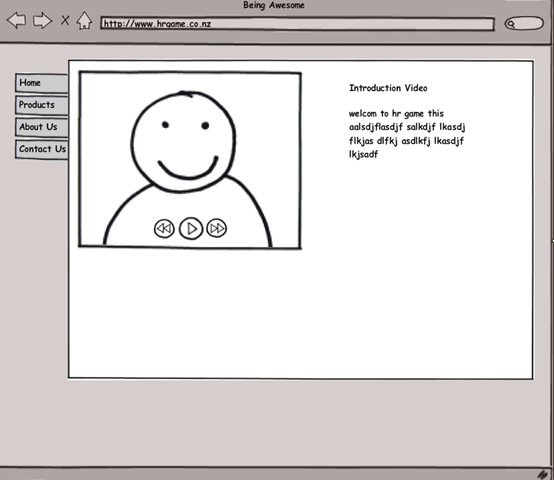 Being Awesome
http://www.hrgame.co.nz
Home
Products
About Us
Contact Us
Introduction Video
welcom to hr game this
aalsdjflasdjf salkdjf lkasdj
flkjas dlfkj asdlkfj lkasdjf
lkjsadf